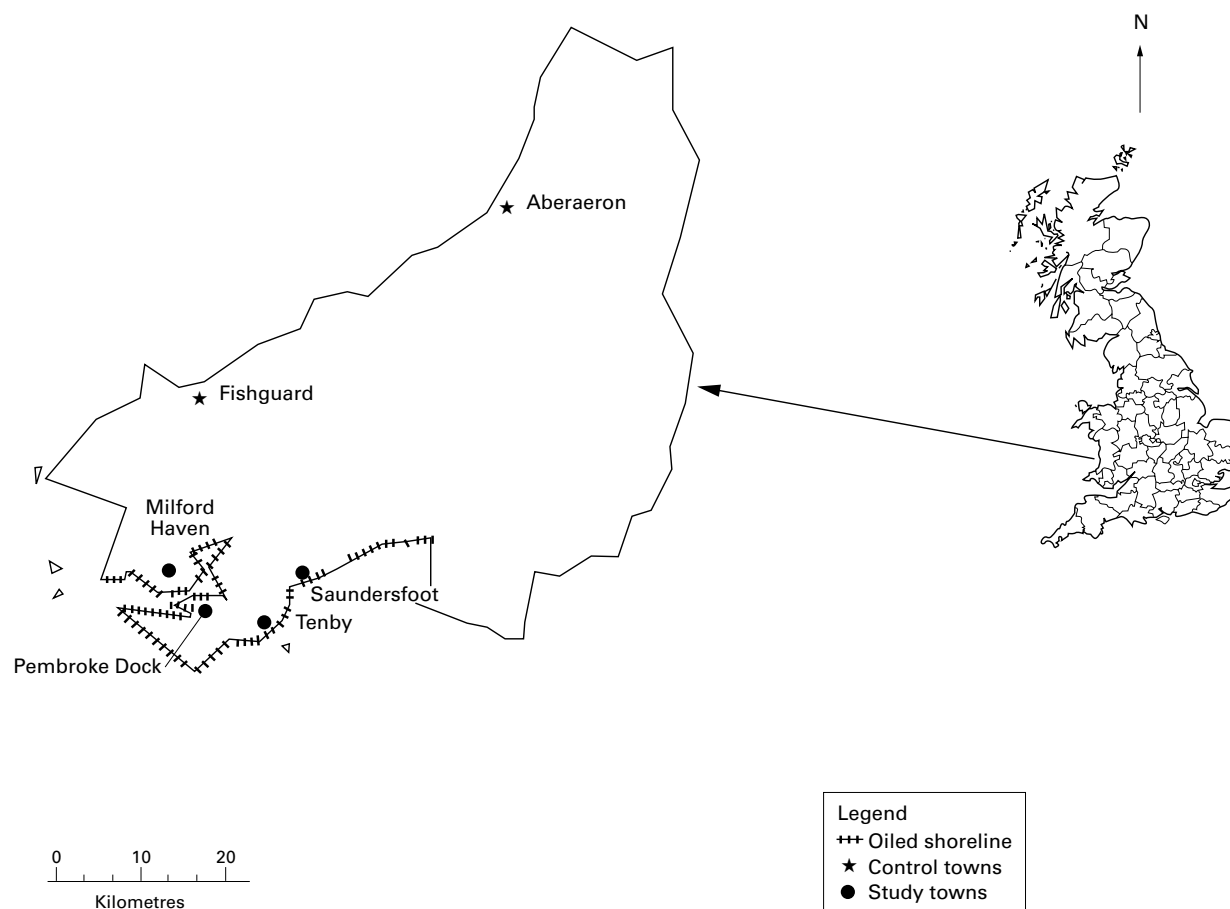 N
Aberaeron
Fishguard
Milford
Haven
Saundersfoot
Tenby
Pembroke Dock
0 10 20
Kilometres
Legend
Oiled shoreline
Control towns
Study towns